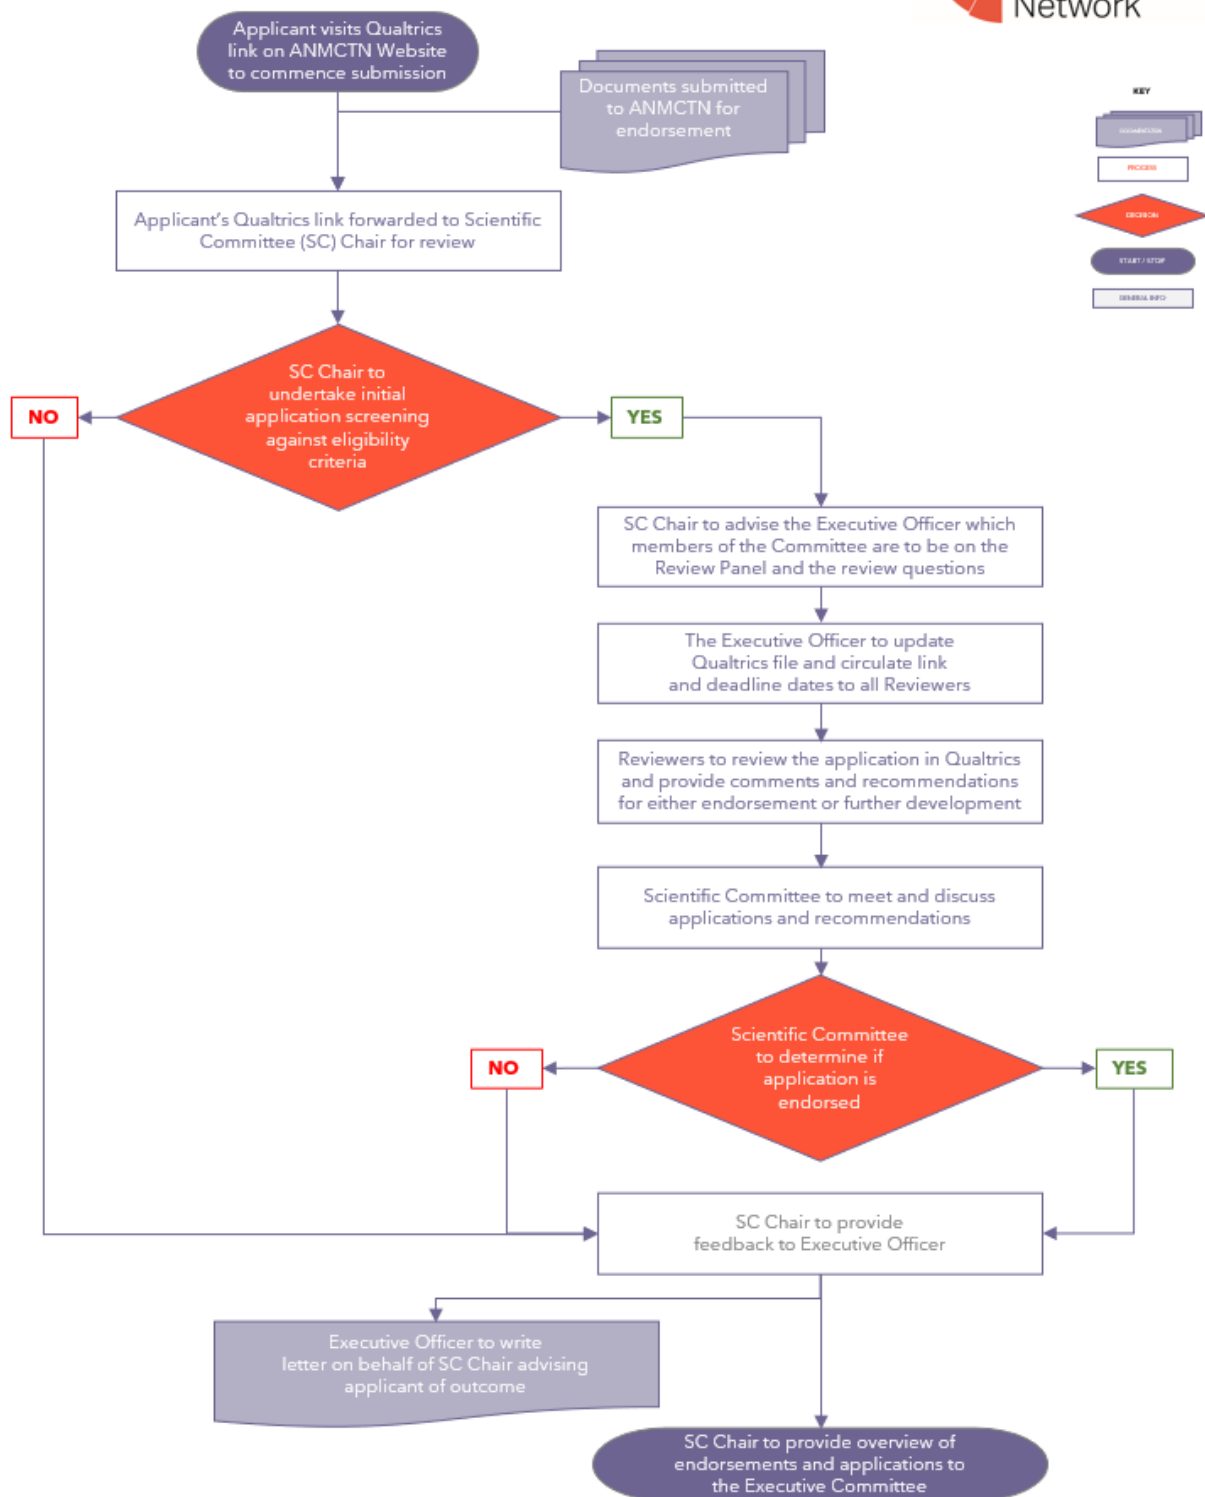 Network
Applicant visits Qualtrics
link on ANMCTN Website
to commence submission
Documents submitted
to ANMCTN for
endorsement
KEY
DOCUMENTATION
PROCESS
DECISION
START / STOP
GENERAL INFO
Applicant's Qualtrics link forwarded to Scientific
Committee (SC) Chair for review
SC Chair to
undertake initial
application screening
against eligibility
criteria
NO
YES
SC Chair to advise the Executive Officer which
members of the Committee are to be on the
Review Panel and the review questions
The Executive Officer to update
Qualtrics file and circulate link
and deadline dates to all Reviewers
Reviewers to review the application in Qualtrics
and provide comments and recommendations
for either endorsement or further development
Scientific Committee to meet and discuss
applications and recommendations
Scientific Committee
to determine if
application is
endorsed
NO
YES
SC Chair to provide
feedback to Executive Officer
Executive Officer to write
letter on behalf of SC Chair advising
applicant of outcome
SC Chair to provide overview of
endorsements and applications to
the Executive Committee